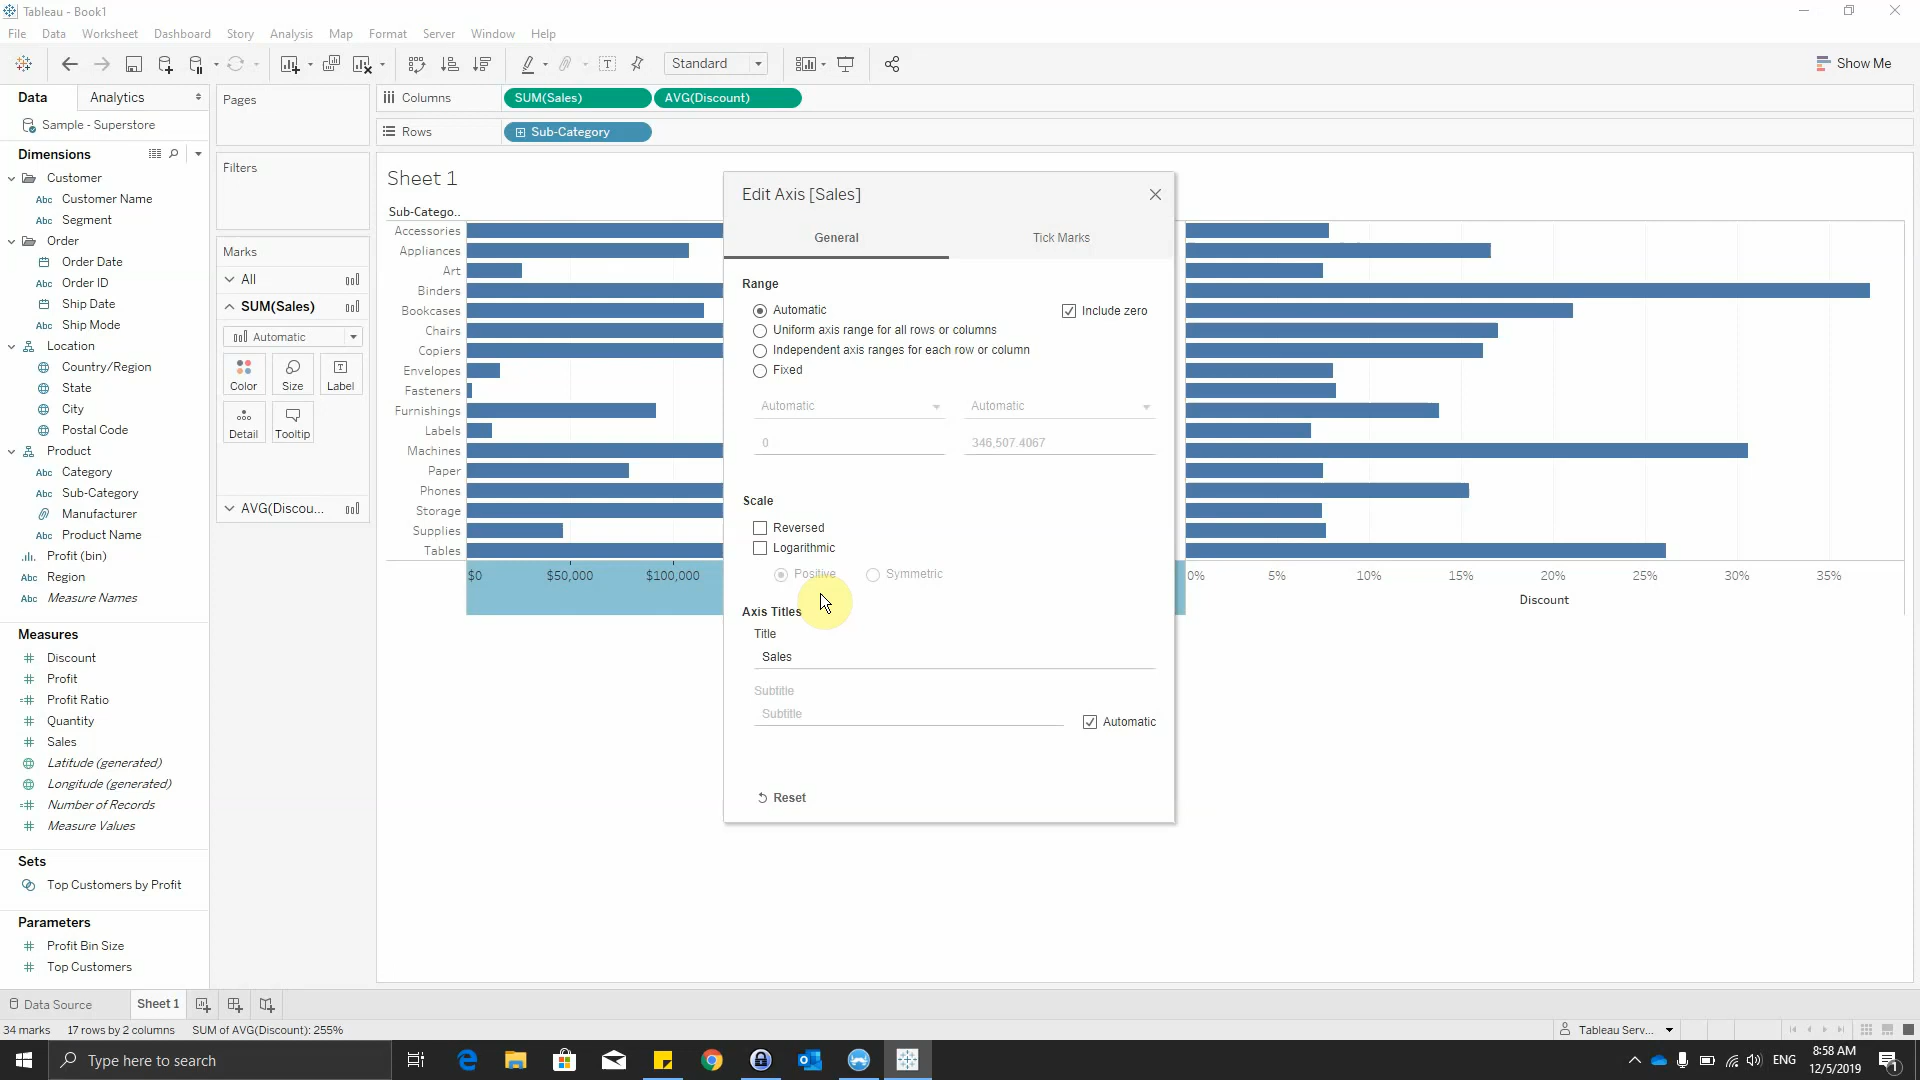 Tableau - Book1
File Data Worksheet Dashboard Story Analysis Map Format Server Window Help
Standard
Show Me
Data
Analytics
Sample - Superstore
Dimensions
Customer
Abc Customer Name
Abc Segment
Order
Order Date
Abc Order ID
Ship Date
Abc Ship Mode
Location
Country/Region
State
City
Postal Code
Product
Abc Category
Abc Sub-Category
Manufacturer
Abc Product Name
Profit (bin)
Abc Region
Abc Measure Names
Measures
Discount
Profit
Profit Ratio
Quantity
Sales
Latitude (generated)
Longitude (generated)
Number of Records
Measure Values
Sets
Top Customers by Profit
Parameters
Profit Bin Size
Top Customers
Pages
Filters
Marks
All
SUM(Sales)
Automatic
Color Size Label
Detail Tooltip
AVG(Discou...
Columns SUM(Sales) AVG(Discount)
Rows Sub-Category
Sheet 1
Sub-Catego..
Accessories
Appliances
Art
Binders
Bookcases
Chairs
Copiers
Envelopes
Fasteners
Furnishings
Labels
Machines
Paper
Phones
Storage
Supplies
Tables
$0 $50,000 $100,000
Edit Axis [Sales]
General Tick Marks
Range
Automatic Include zero
Uniform axis range for all rows or columns
Independent axis ranges for each row or column
Fixed
Automatic Automatic
0 346,507.4067
Scale
Reversed
Logarithmic
Positive Symmetric
Axis Titles
Title
Sales
Subtitle
Subtitle
Automatic
Reset
0% 5% 10% 15% 20% 25% 30% 35%
Discount
Data Source Sheet 1
34 marks 17 rows by 2 columns SUM of AVG(Discount): 255%
Tableau Serv...
Type here to search
ENG
8:58 AM
12/5/2019
1